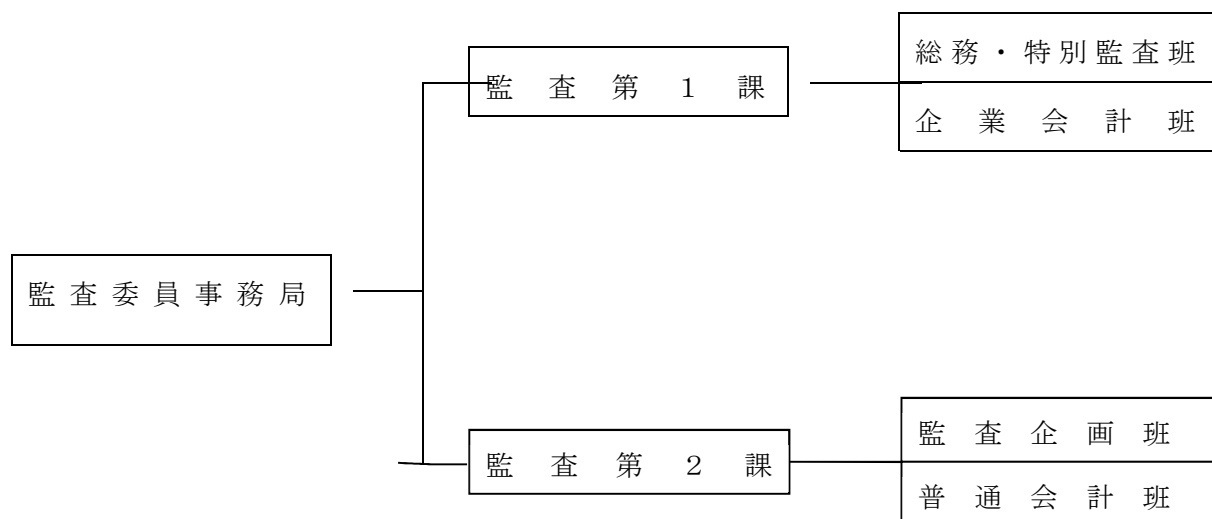 総務・特別監査班
監査第１課
企業会計班
監査委員事務局
監査企画班
監査第２課
普通会計班